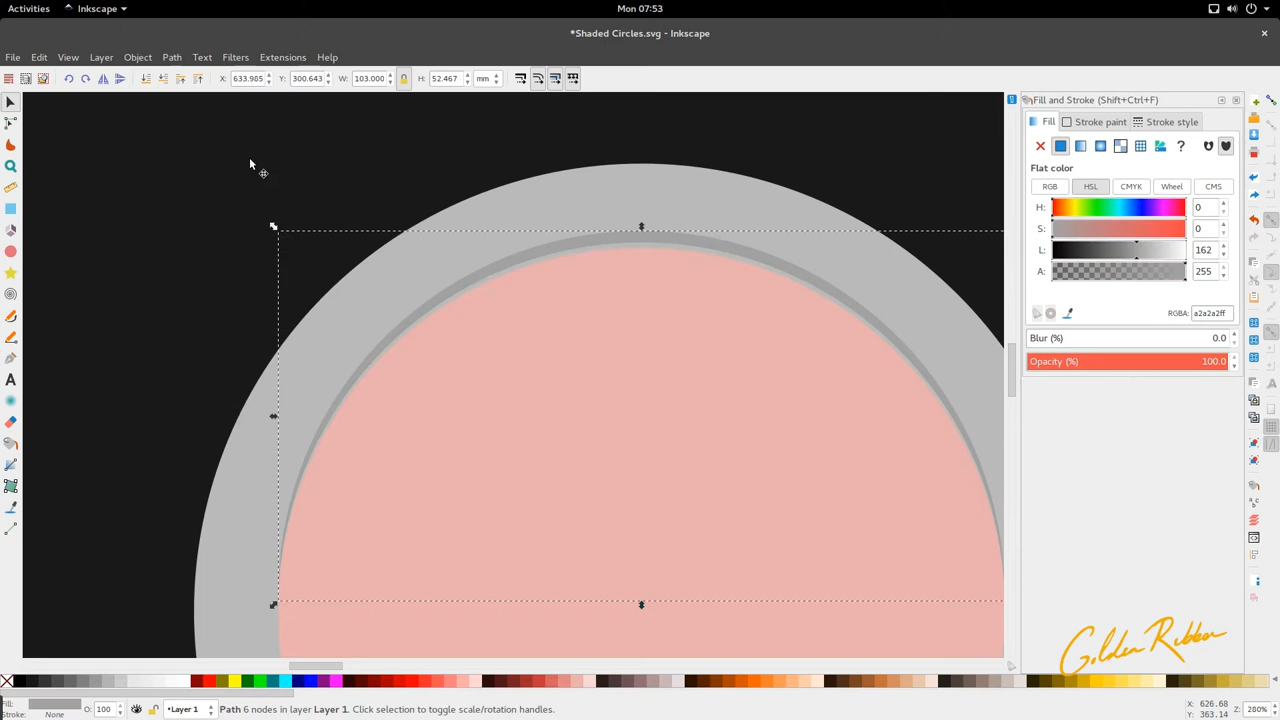 Activities Inkscape Mon 07:53
*Shaded Circles.svg - Inkscape
File Edit View Layer Object Path Text Filters Extensions Help
X: 633.985 Y: 300.643 W: 103.000 H: 52.467 mm
Fill and Stroke (Shift+Ctrl+F)
Fill Stroke paint Stroke style
Flat color
RGB HSL CMYK Wheel CMS
H: 0
S: 0
L: 162
A: 255
RGBA: a2a2a2ff
Blur (%) 0.0
Opacity (%) 100.0
Golden Ribbon
Fill:
Stroke: None
O: 100
•Layer 1
Path 6 nodes in layer Layer 1. Click selection to toggle scale/rotation handles.
X: 626.68
Y: 363.14
Z: 280%